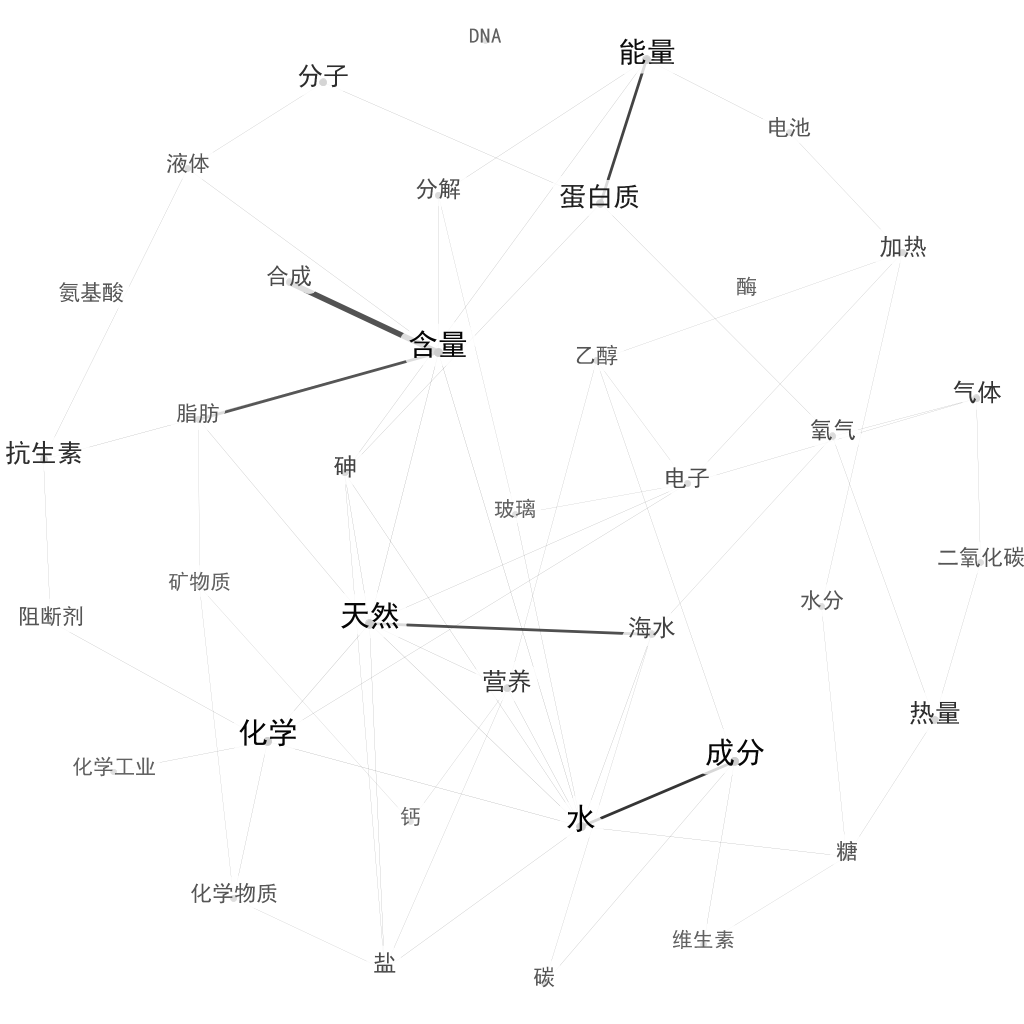 DNA
能量
分子
电池
液体
分解
蛋白质
加热
合成
酶
氨基酸
含量
乙醇
气体
脂肪
氧气
抗生素
砷
电子
玻璃
二氧化碳
矿物质
水分
阻断剂
天然
海水
营养
热量
化学
成分
化学工业
钙
水
糖
化学物质
维生素
盐
碳